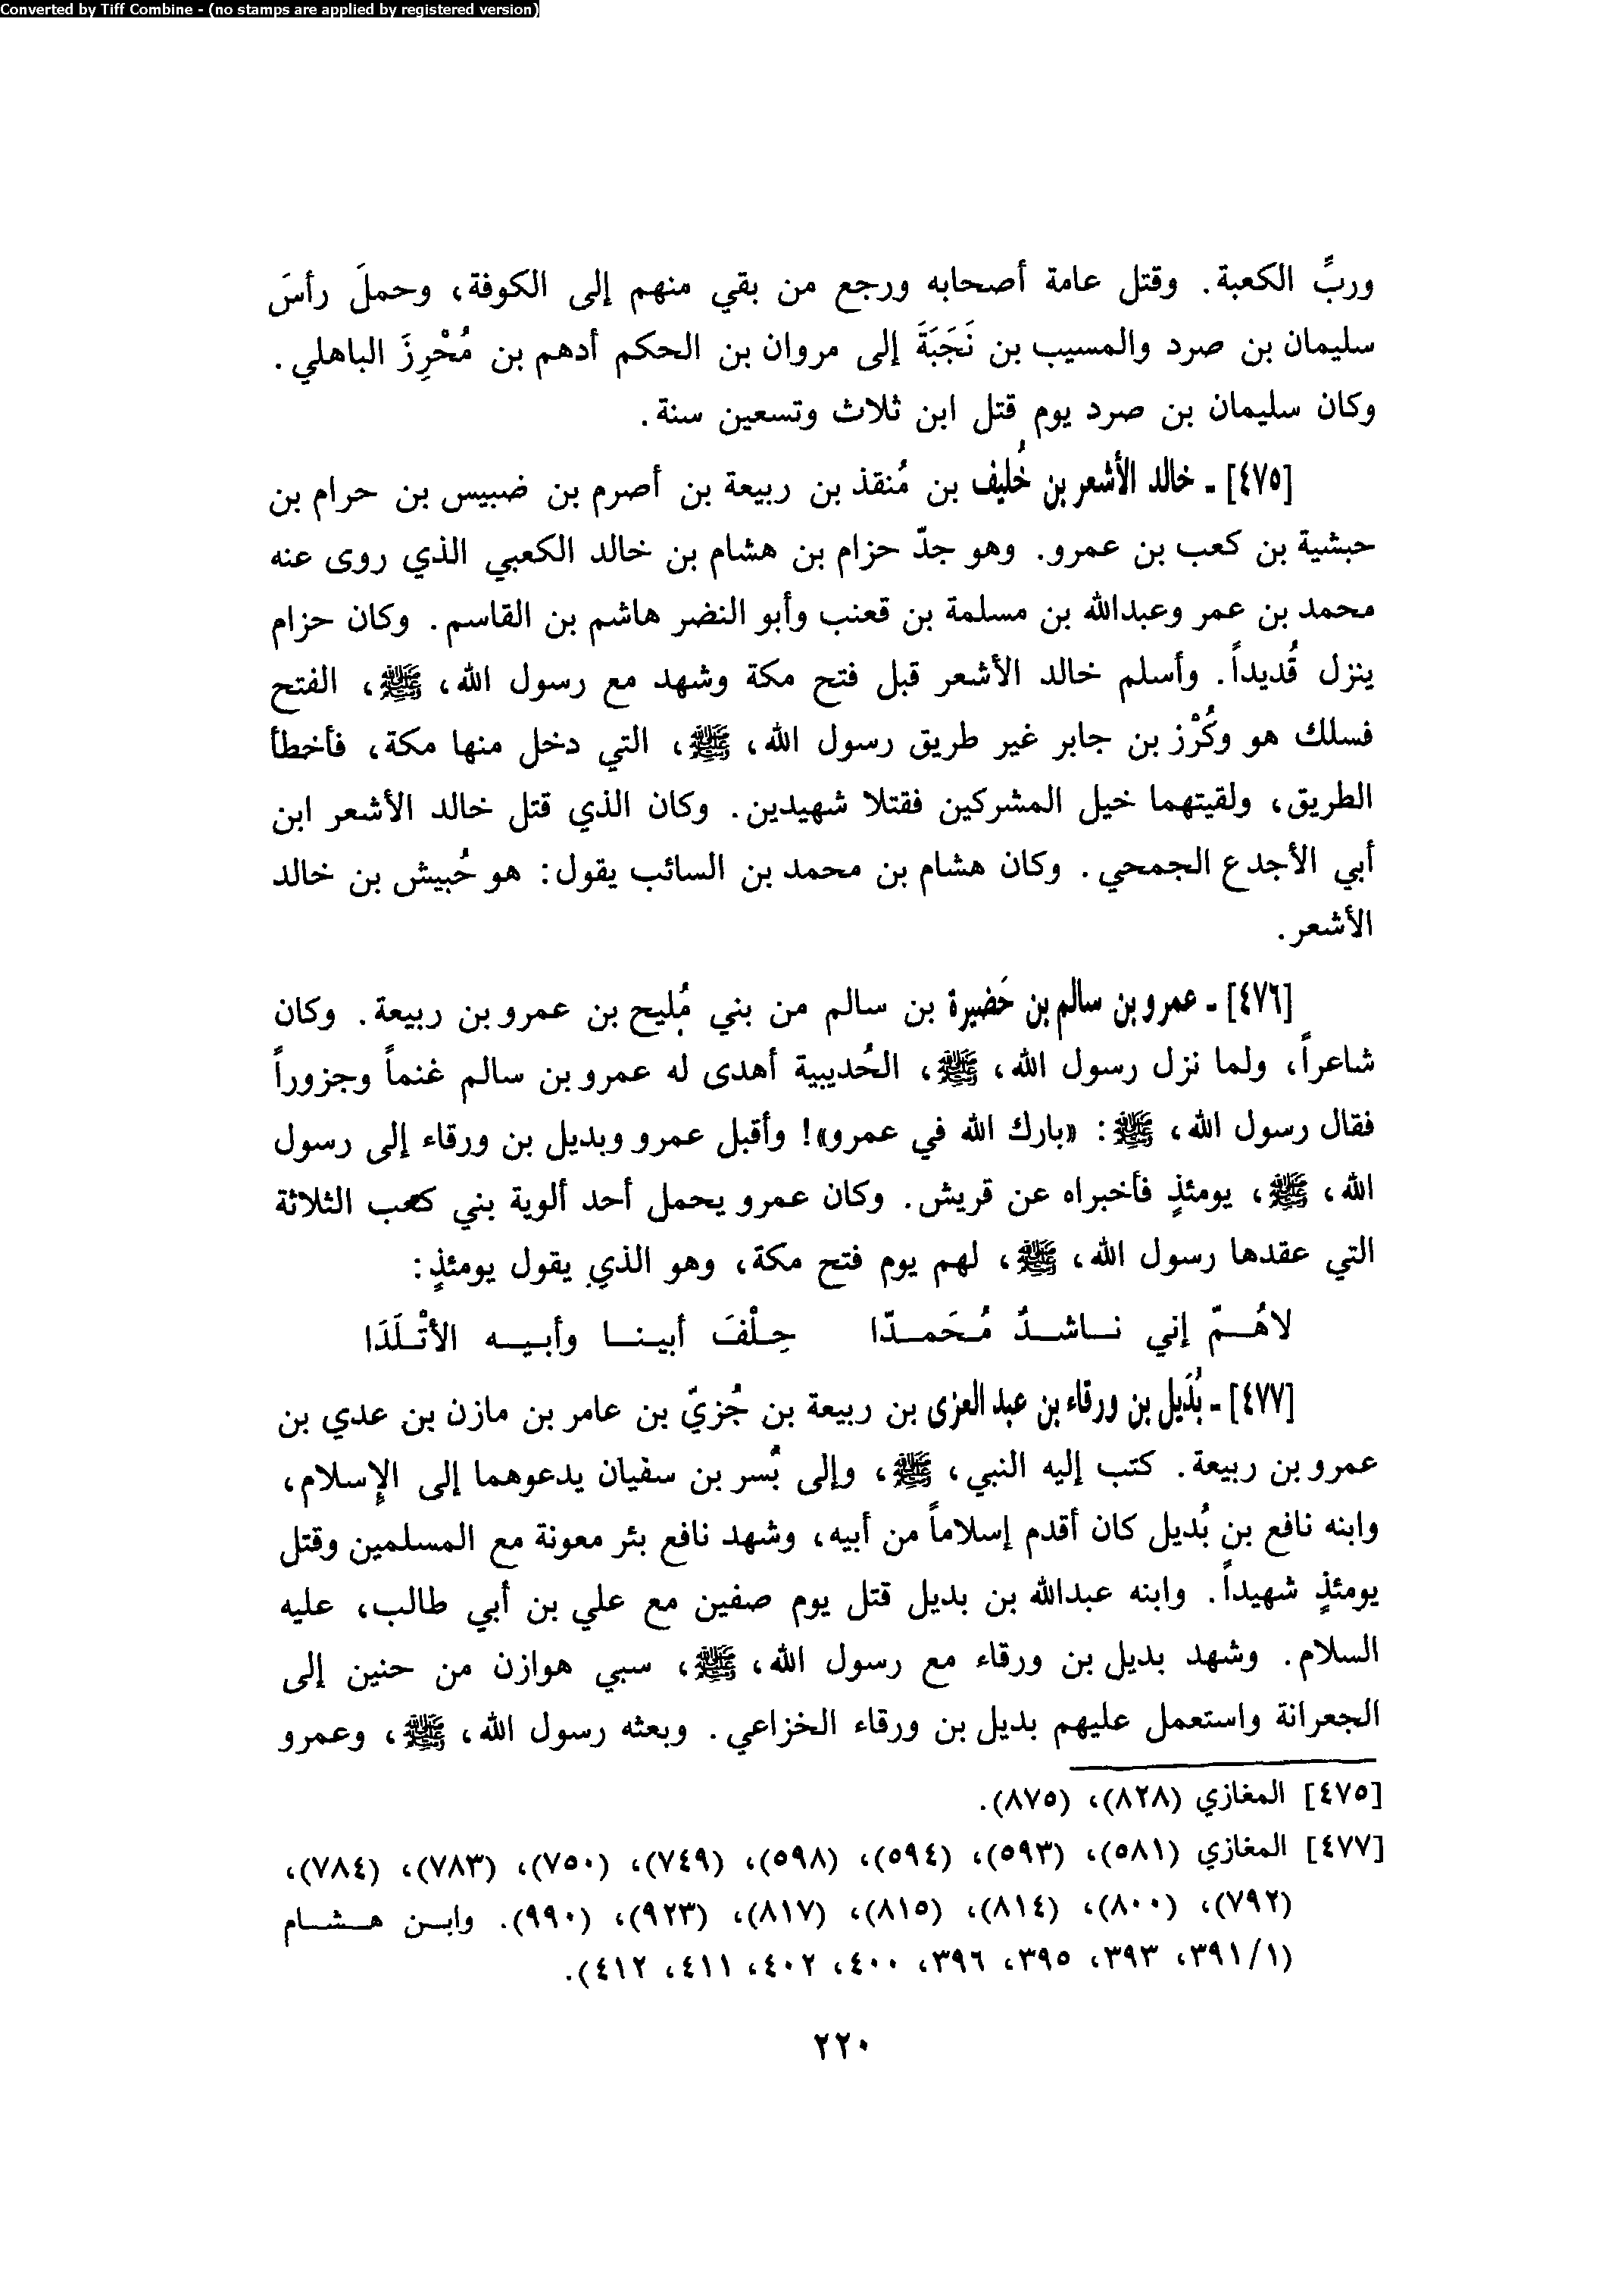 Converted by Tiff Combine - (no stamps are applied by registered version)
وربِّ الكعبة. وقتل عامة أصحابه ورجع من بقي منهم إلى الكوفة، وحملَ رأسَ
سليمان بن صرد والمسيب بن نَجَبَةَ إلى مروان بن الحكم أدهم بن مُحْرِزَ الباهلي.
وكان سليمان بن صرد يوم قتل ابن ثلاث وتسعين سنة.
[٤٧٥] - خالد الأشعر بن خُليف بن مُنقذ بن ربيعة بن أصرم بن ضبيس بن حرام بن
حبشية بن كعب بن عمرو. وهو جدّ حزام بن هشام بن خالد الكعبي الذي روى عنه
محمد بن عمر وعبدالله بن مسلمة بن قعنب وأبو النضر هاشم بن القاسم. وكان حزام
ينزل قُديداً. وأسلم خالد الأشعر قبل فتح مكة وشهد مع رسول الله، ﷺ، الفتح
فسلك هو وكُرْز بن جابر غير طريق رسول الله، ﷺ، التي دخل منها مكة، فأخطأ
الطريق، ولقيتهما خيل المشركين فقتلا شهيدين. وكان الذي قتل خالد الأشعر ابن
أبي الأجدع الجمحي. وكان هشام بن محمد بن السائب يقول: هو حُبيش بن خالد
الأشعر.
[٤٧٦] - عمرو بن سالم بن حَضيرة بن سالم من بني مُليح بن عمرو بن ربيعة. وكان
شاعراً، ولما نزل رسول الله، ﷺ، الحُديبية أهدى له عمرو بن سالم غنماً وجزوراً
فقال رسول الله، ﷺ: «بارك الله في عمرو»! وأقبل عمرو وبديل بن ورقاء إلى رسول
الله، ﷺ، يومئذٍ فأخبراه عن قريش. وكان عمرو يحمل أحد ألوية بني كعب الثلاثة
التي عقدها رسول الله، ﷺ، لهم يوم فتح مكة، وهو الذي يقول يومئذٍ:
لاهُـمّ إني نـاشـدٌ مُـحَمـدّا حِـلْفَ أبينـا وأبيـه الأتْـلَدَا
[٤٧٧] - بُدَيل بن ورقاء بن عبد العزى بن ربيعة بن جُزيّ بن عامر بن مازن بن عدي بن
عمرو بن ربيعة. كتب إليه النبي، ﷺ، وإلى بُسر بن سفيان يدعوهما إلى الإسلام،
وابنه نافع بن بُديل كان أقدم إسلاماً من أبيه، وشهد نافع بئر معونة مع المسلمين وقتل
يومئذٍ شهيداً. وابنه عبدالله بن بديل قتل يوم صفين مع علي بن أبي طالب، عليه
السلام. وشهد بديل بن ورقاء مع رسول الله، ﷺ، سبي هوازن من حنين إلى
الجعرانة واستعمل عليهم بديل بن ورقاء الخزاعي. وبعثه رسول الله، ﷺ، وعمرو
[٤٧٥] المغازي (٨٢٨)، (٨٧٥).
[٤٧٧] المغازي (٥٨١)، (٥٩٣)، (٥٩٤)، (٥٩٨)، (٧٤٩)، (٧٥٠)، (٧٨٣)، (٧٨٤)،
(٧٩٢)، (٨٠٠)، (٨١٤)، (٨١٥)، (٨١٧)، (٩٢٣)، (٩٩٠). وابـن هـشـام
(٣٩١/١، ٣٩٣، ٣٩٥، ٣٩٦، ٤٠٠، ٤٠٢، ٤١١، ٤١٢).
٢٢٠